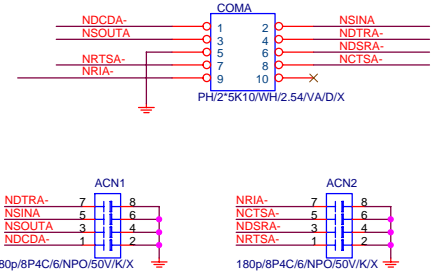 COMA
NDCDA- 1 2 NSINA
NSOUTA 3 4 NDTRA-
5 6 NDSRA-
NRTSA- 7 8 NCTSA-
NRIA- 9 10
PH/2*5K10/WH/2.54/VA/D/X
ACN1
NDTRA- 7 8
NSINA 5 6
NSOUTA 3 4
NDCDA- 1 2
80p/8P4C/6/NPO/50V/K/X
ACN2
NRIA- 7 8
NCTSA- 5 6
NDSRA- 3 4
NRTSA- 1 2
180p/8P4C/6/NPO/50V/K/X